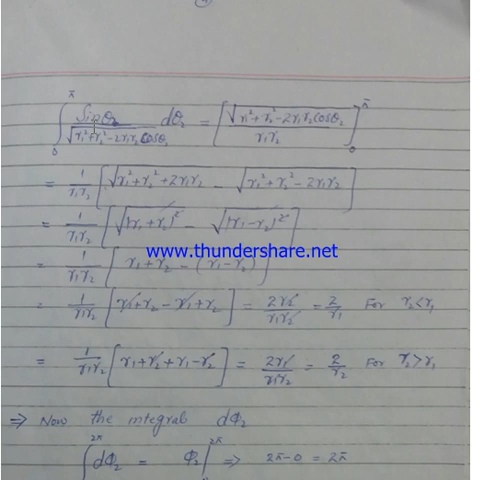 ∫₀^π Sinθ₂ / √(r₁²+r₂²-2r₁r₂cosθ₂) dθ₂ = [√(r₁²+r₂²-2r₁r₂cosθ₂) / r₁r₂]₀^π
= 1/r₁r₂ [√(r₁²+r₂²+2r₁r₂) - √(r₁²+r₂²-2r₁r₂)]
= 1/r₁r₂ [√(r₁+r₂)² - √(r₁-r₂)²]
www.thundershare.net
= 1/r₁r₂ [r₁+r₂ - (r₁-r₂)]
= 1/r₁r₂ [r₁+r₂-r₁+r₂] = 2r₂/r₁r₂ = 2/r₁ For r₂<r₁
= 1/r₁r₂ [r₁+r₂+r₁-r₂] = 2r₁/r₁r₂ = 2/r₂ For r₂>r₁
⇒ Now the integral dΦ₂
∫₀^2π dΦ₂ = Φ₂|₀^2π ⇒ 2π-0 = 2π